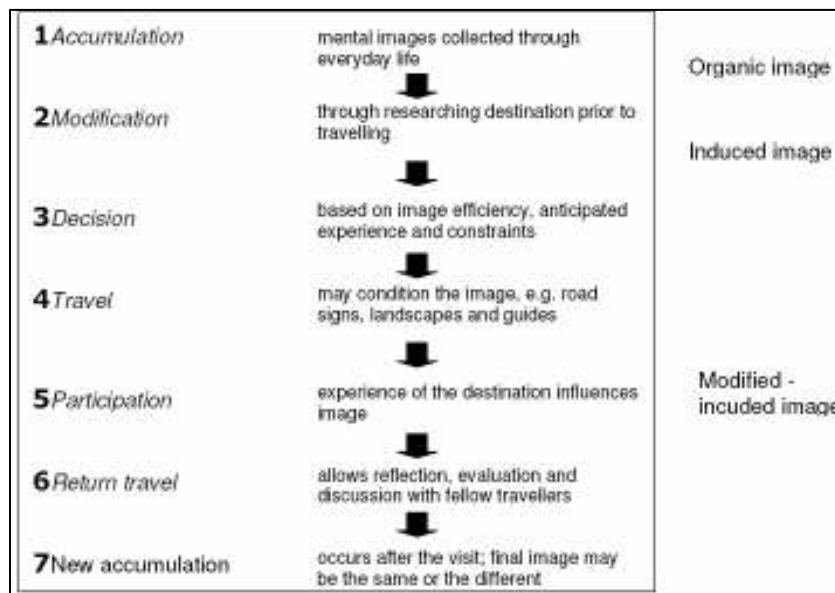 1 Accumulation
mental images collected through
everyday life
Organic image
2 Modification
through researching destination prior to
travelling
Induced image
3 Decision
based on image efficiency, anticipated
experience and constraints
4 Travel
may condition the image, e.g. road
signs, landscapes and guides
5 Participation
experience of the destination influences
image
Modified -
incuded image
6 Return travel
allows reflection, evaluation and
discussion with fellow travellers
7 New accumulation
occurs after the visit; final image may
be the same or the different